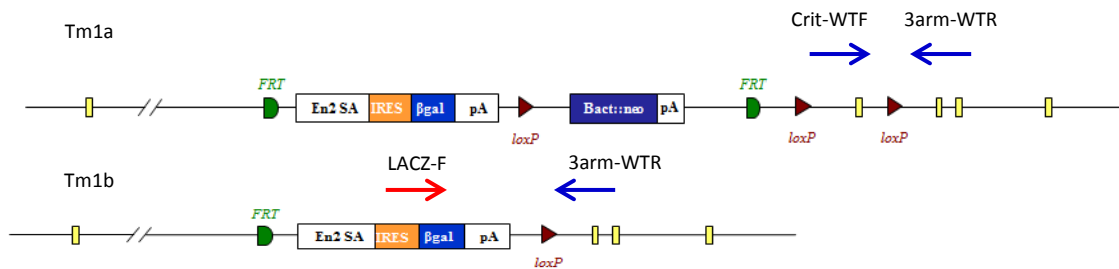 Tm1a
Crit-WTF 3arm-WTR
FRT FRT
En2 SA IRES βgal pA Bact::neo pA
loxP loxP loxP
Tm1b
LACZ-F 3arm-WTR
FRT
En2 SA IRES βgal pA
loxP